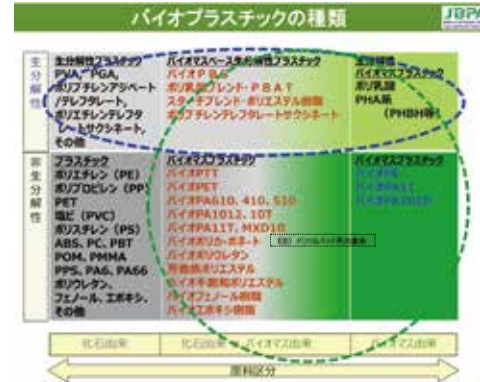 バイオプラスチックの種類
JBPA
生分解性
生分解性プラスチック
PVA, PGA,
ポリブチレンアジペート
/テレフタレート,
ポリエチレンテレフタ
レートサクシネート,
その他
バイオマスベース生分解性プラスチック
バイオPBS
ポリ乳酸ブレンド・PBAT
スターチブレンド・ポリエステル樹脂
ポリブチレンテレフタレートサクシネート
生分解性
バイオマスプラスチック
ポリ乳酸
PHA系
(PHBH等)
非生分解性
プラスチック
ポリエチレン (PE)
ポリプロピレン (PP)
PET
塩ビ (PVC)
ポリスチレン (PS)
ABS, PC, PBT
POM, PMMA
PPS, PA6, PA66
ポリウレタン,
フェノール, エポキシ,
その他
バイオマスプラスチック
バイオPTT
バイオPET
バイオPA610, 410, 510
バイオPA1012, 10T
バイオPA11T, MXD10
バイオポリカーボネート
バイオポリウレタン
芳香族ポリエステル
バイオ不飽和ポリエステル
バイオフェノール樹脂
バイオエポキシ樹脂
バイオマスプラスチック
バイオPE
バイオPA11
バイオPA1010
化石由来
化石由来 + バイオマス由来
バイオマス由来
原料区分